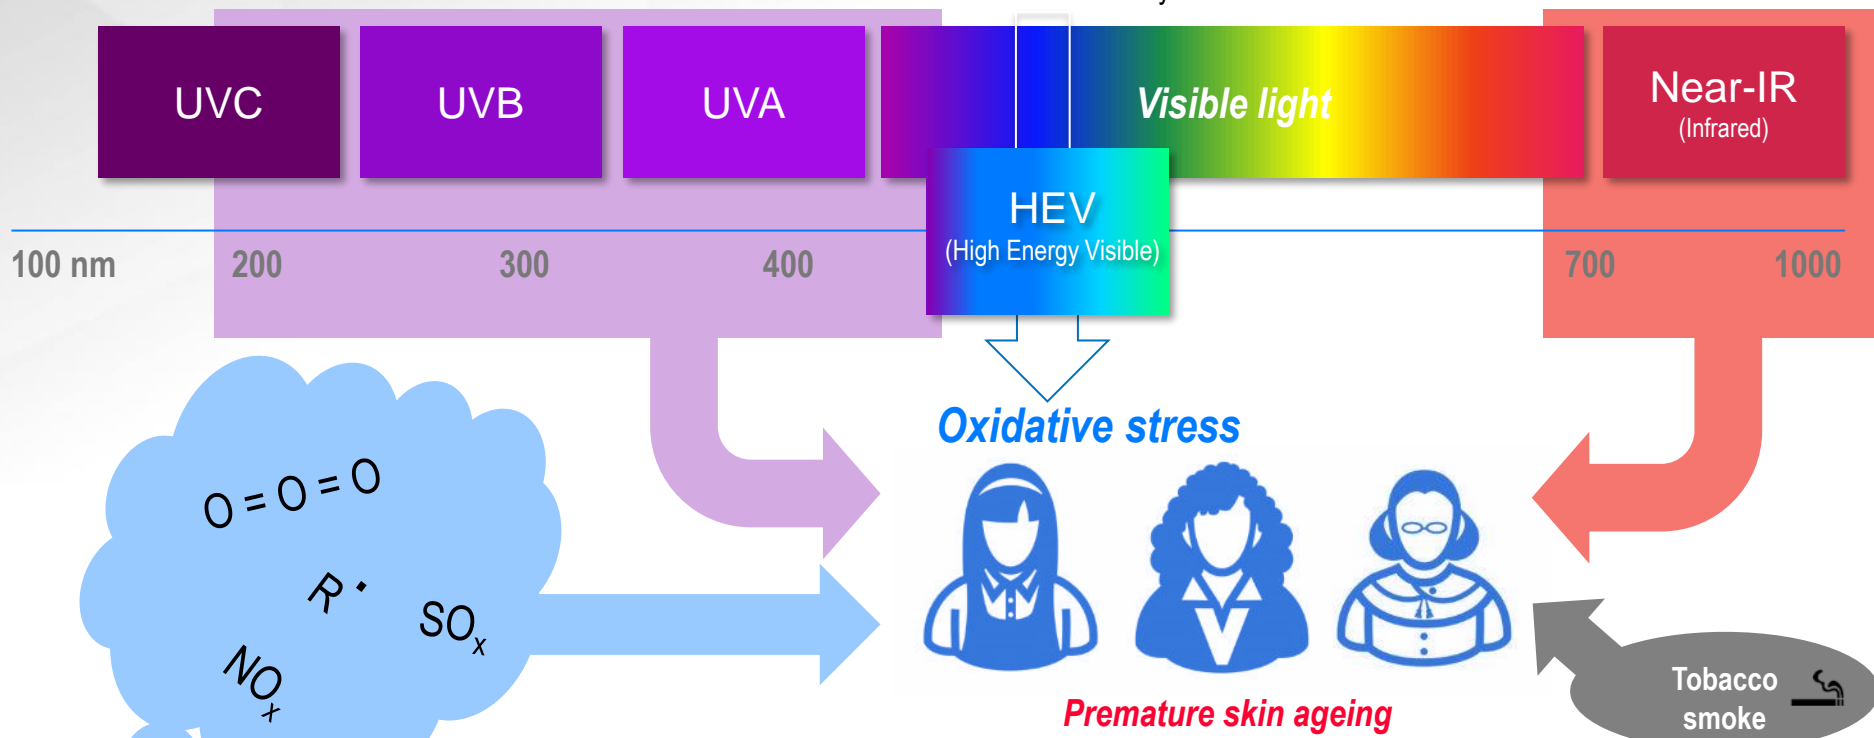 UVC
UVB
UVA
Visible light
Near-IR
(Infrared)
HEV
(High Energy Visible)
100 nm
200
300
400
700
1000
Oxidative stress
O = O = O
R ·
SOx
NOx
Premature skin ageing
Tobacco
smoke